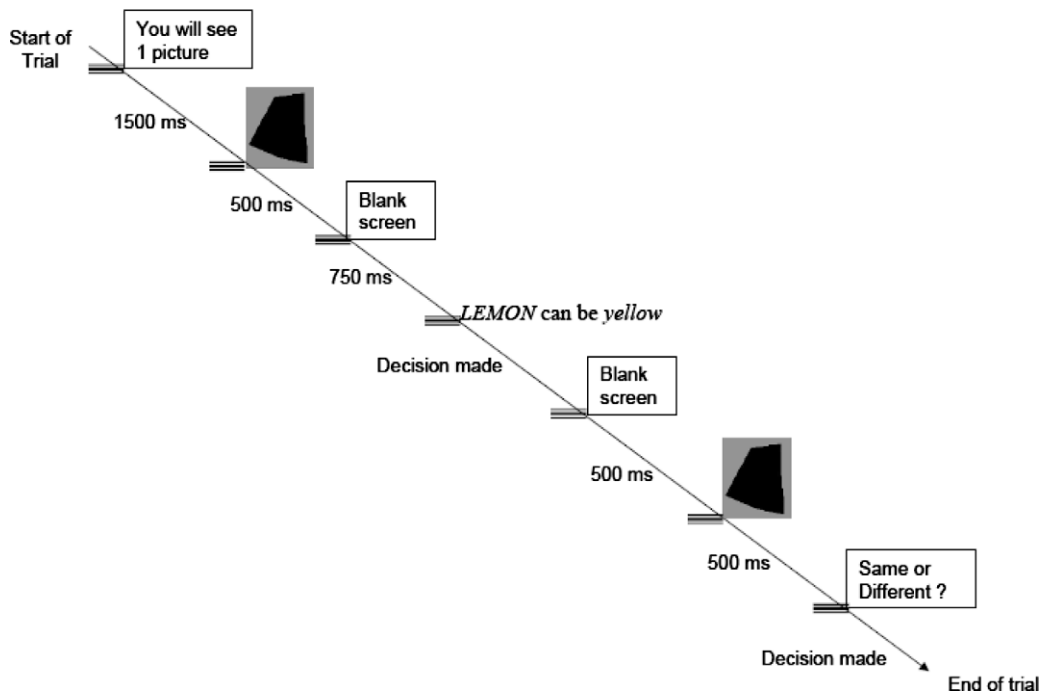 You will see
1 picture
Start of
Trial
1500 ms
500 ms
Blank
screen
750 ms
LEMON can be yellow
Decision made
Blank
screen
500 ms
500 ms
Same or
Different ?
Decision made
End of trial